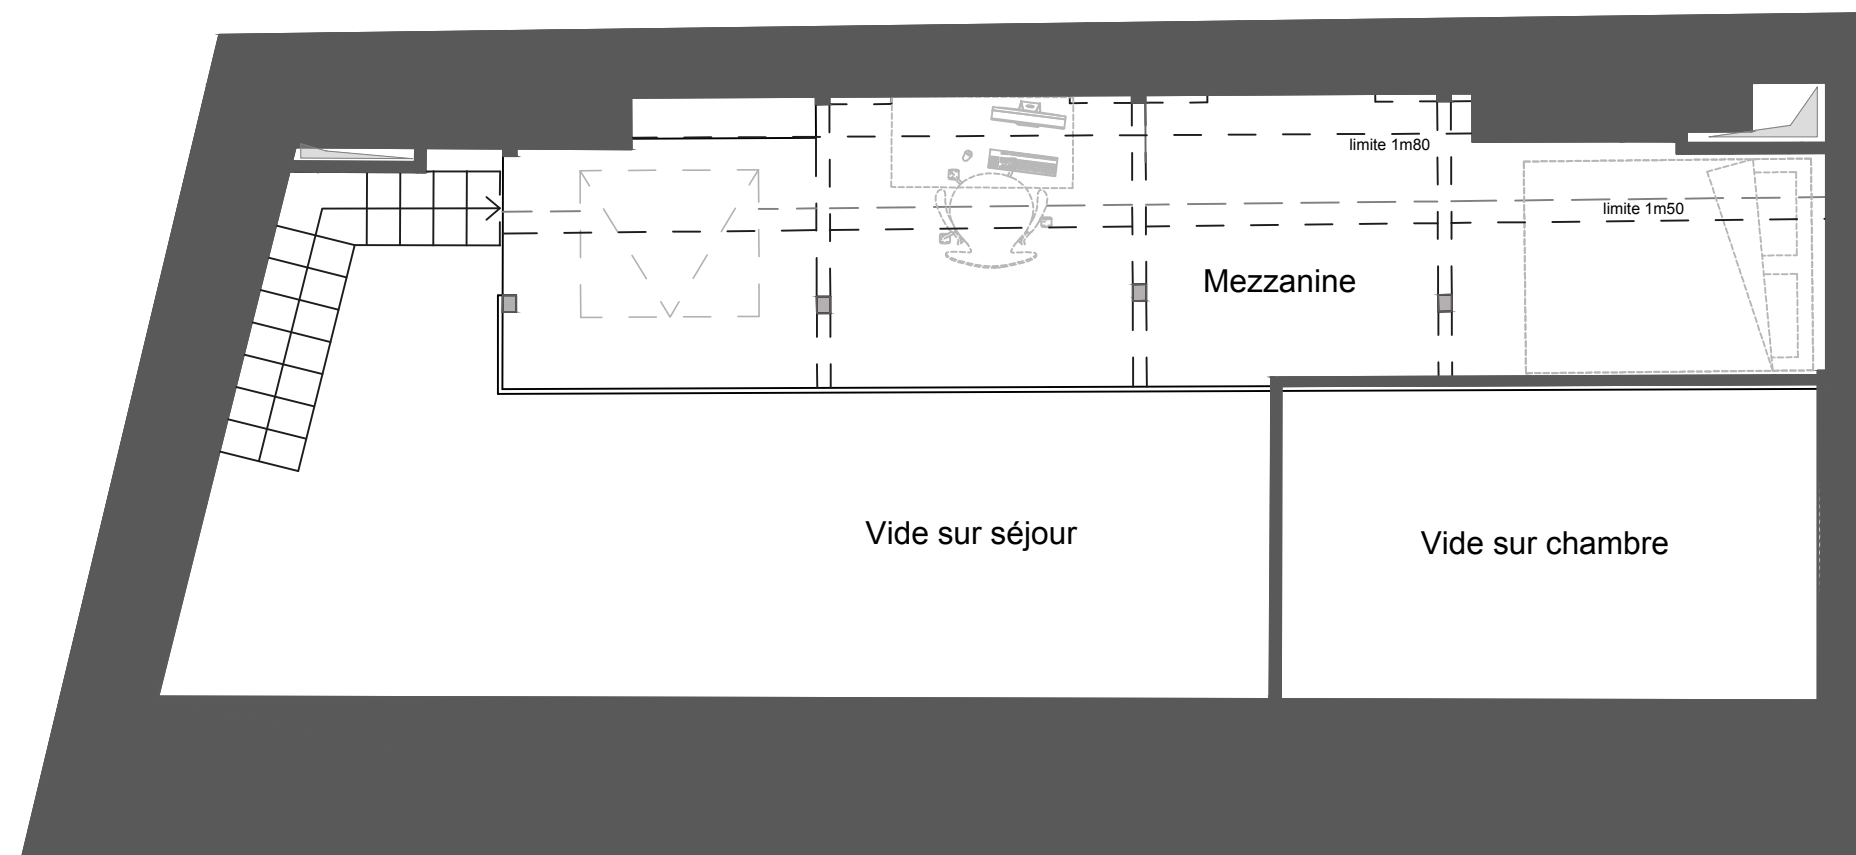 limite 1m80
limite 1m50
Mezzanine
Vide sur séjour
Vide sur chambre